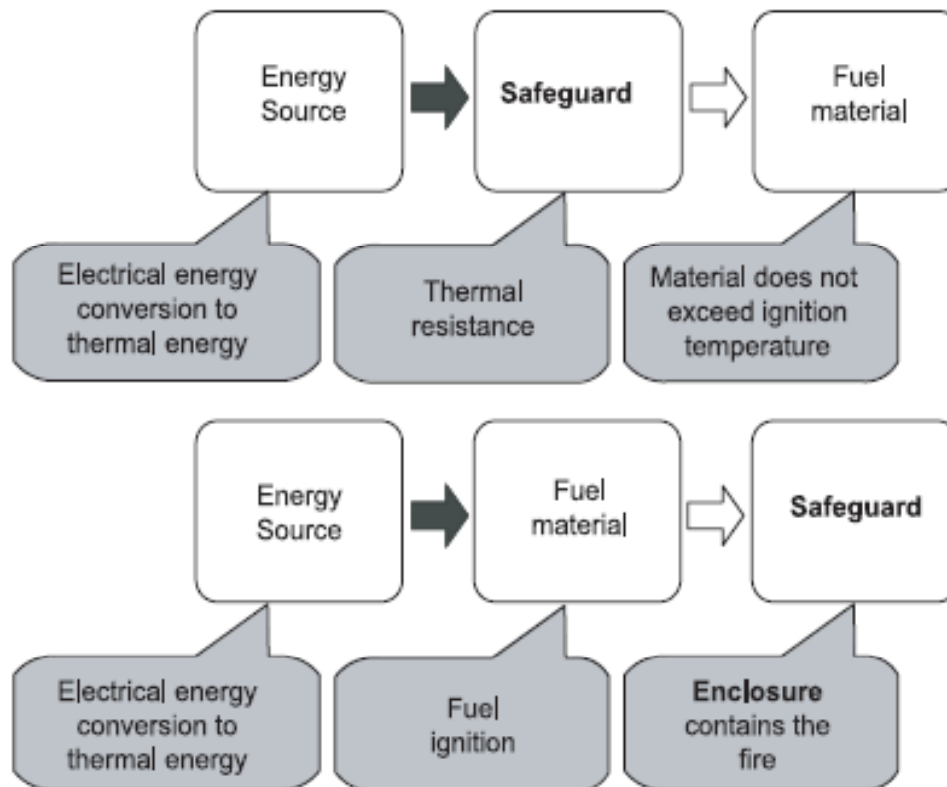 Energy
Source
Safeguard
Fuel
material
Electrical energy
conversion to
thermal energy
Thermal
resistance
Material does not
exceed ignition
temperature
Energy
Source
Fuel
material
Safeguard
Electrical energy
conversion to
thermal energy
Fuel
ignition
Enclosure
contains the
fire